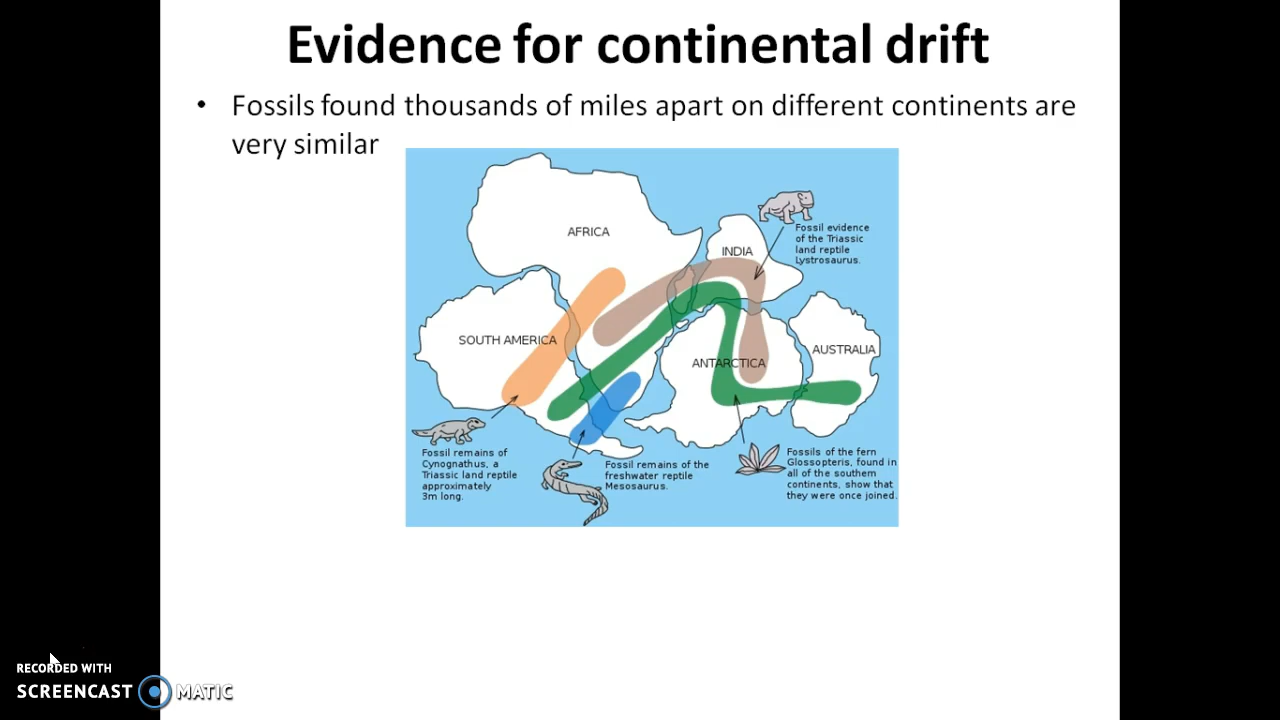 Evidence for continental drift
• Fossils found thousands of miles apart on different continents are
very similar
AFRICA
INDIA
Fossil evidence
of the Triassic
land reptile
Lystrosaurus.
SOUTH AMERICA
ANTARCTICA
AUSTRALIA
Fossil remains of
Cynognathus, a
Triassic land reptile
approximately
3m long.
Fossil remains of the
freshwater reptile
Mesosaurus.
Fossils of the fern
Glossopteris, found in
all of the southern
continents, show that
they were once joined.
RECORDED WITH
SCREENCAST MATIC